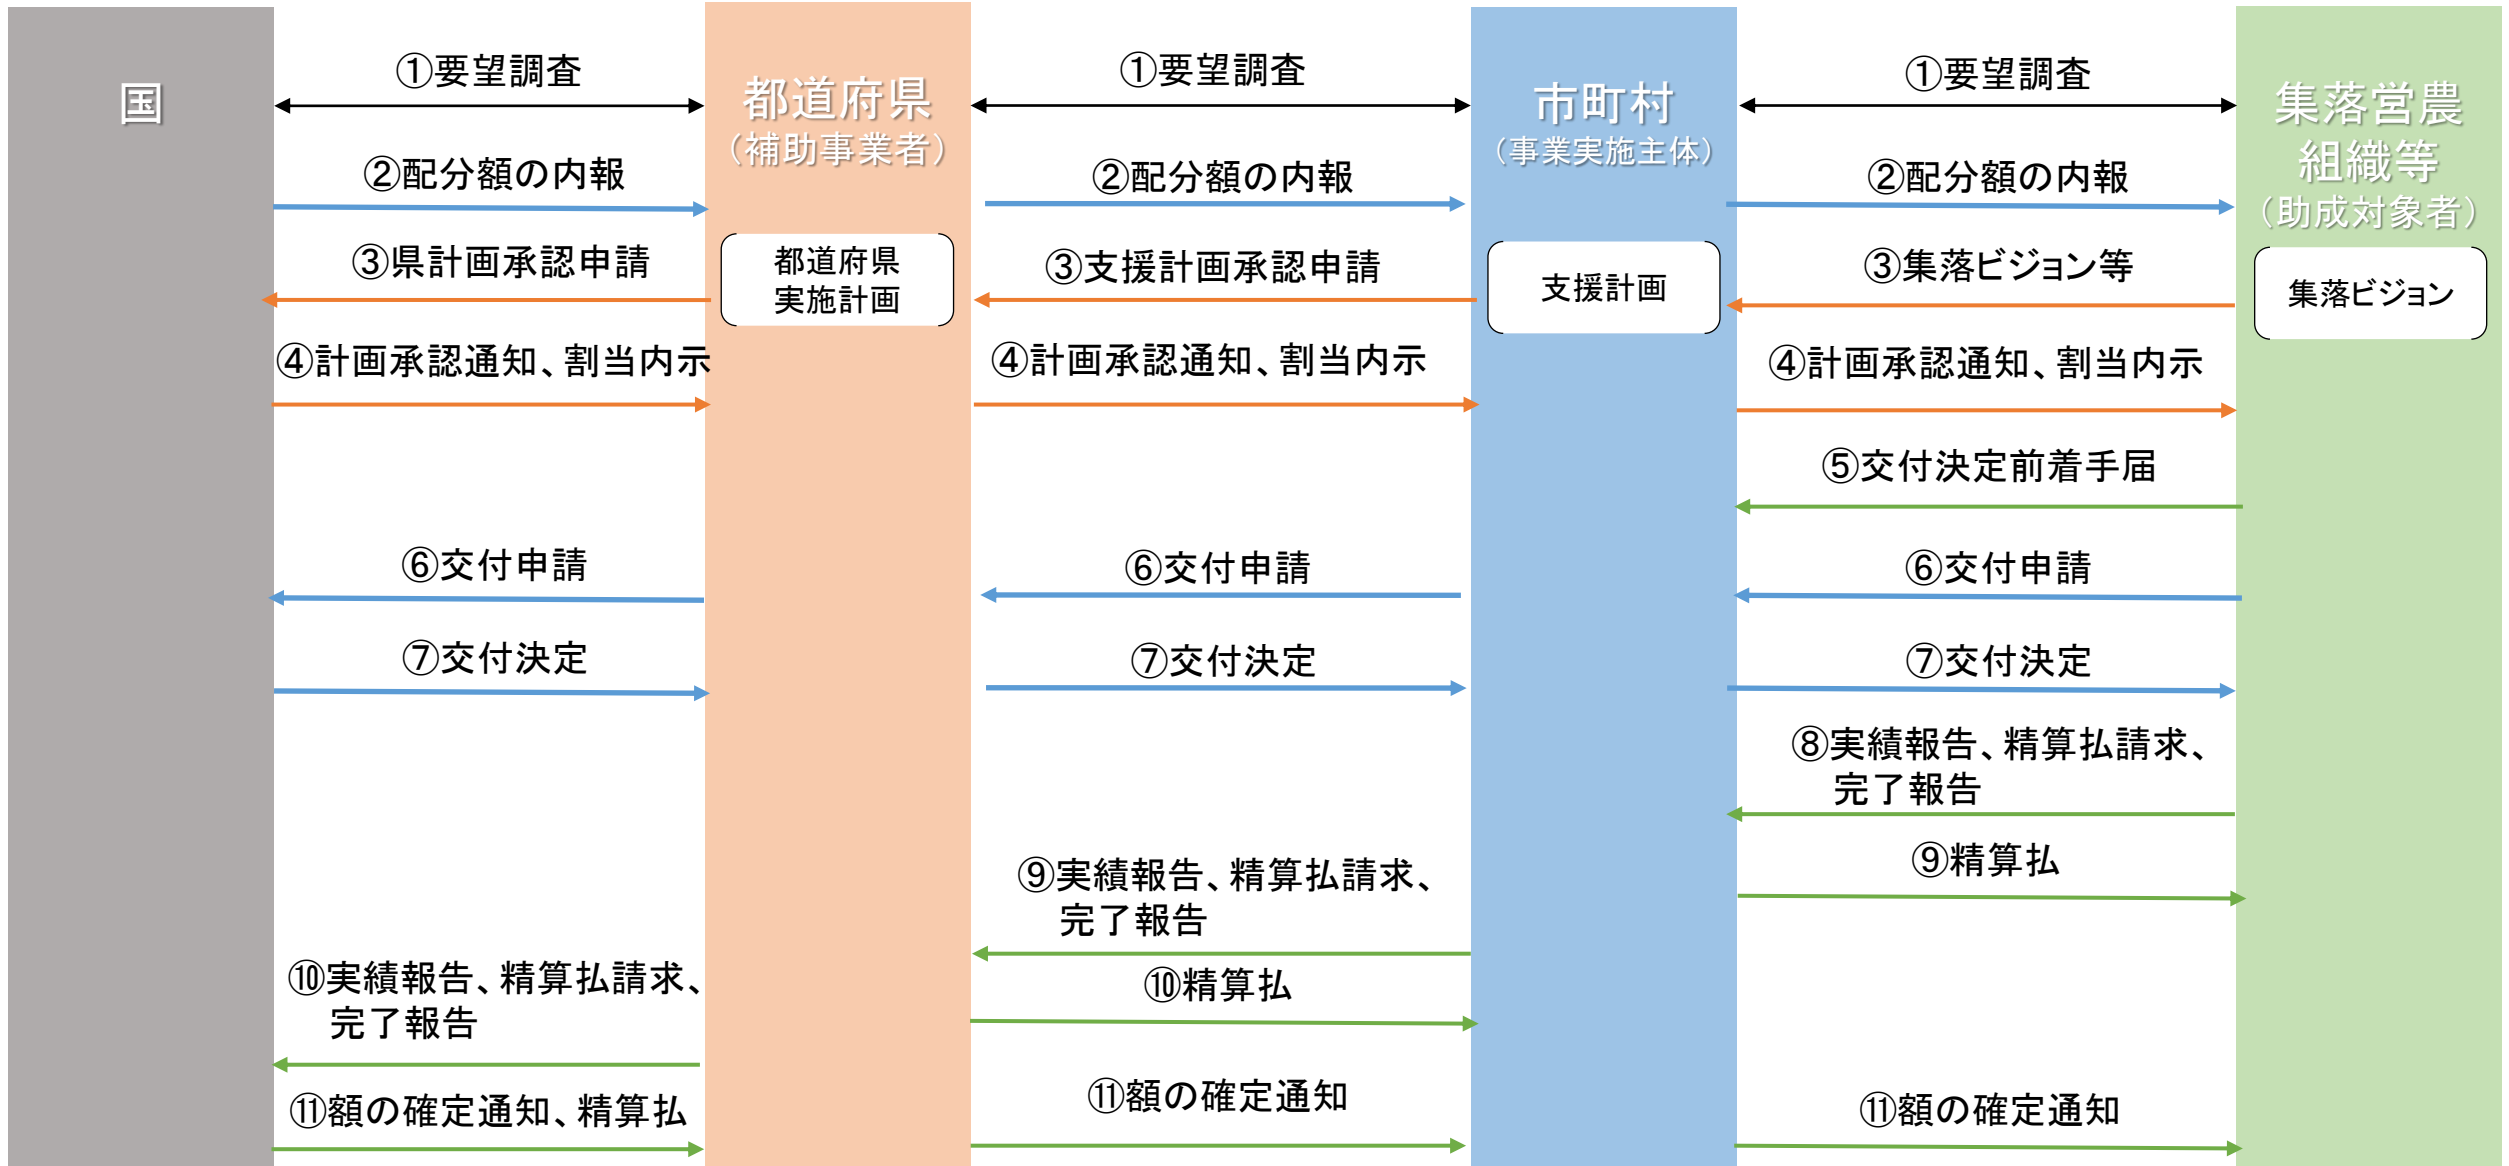 国
都道府県
（補助事業者）
市町村
（事業実施主体）
集落営農
組織等
（助成対象者）
①要望調査
①要望調査
①要望調査
②配分額の内報
②配分額の内報
②配分額の内報
③県計画承認申請
都道府県
実施計画
③支援計画承認申請
支援計画
③集落ビジョン等
集落ビジョン
④計画承認通知、割当内示
④計画承認通知、割当内示
④計画承認通知、割当内示
⑤交付決定前着手届
⑥交付申請
⑥交付申請
⑥交付申請
⑦交付決定
⑦交付決定
⑦交付決定
⑧実績報告、精算払請求、
完了報告
⑨実績報告、精算払請求、
完了報告
⑨精算払
⑩実績報告、精算払請求、
完了報告
⑩精算払
⑪額の確定通知、精算払
⑪額の確定通知
⑪額の確定通知